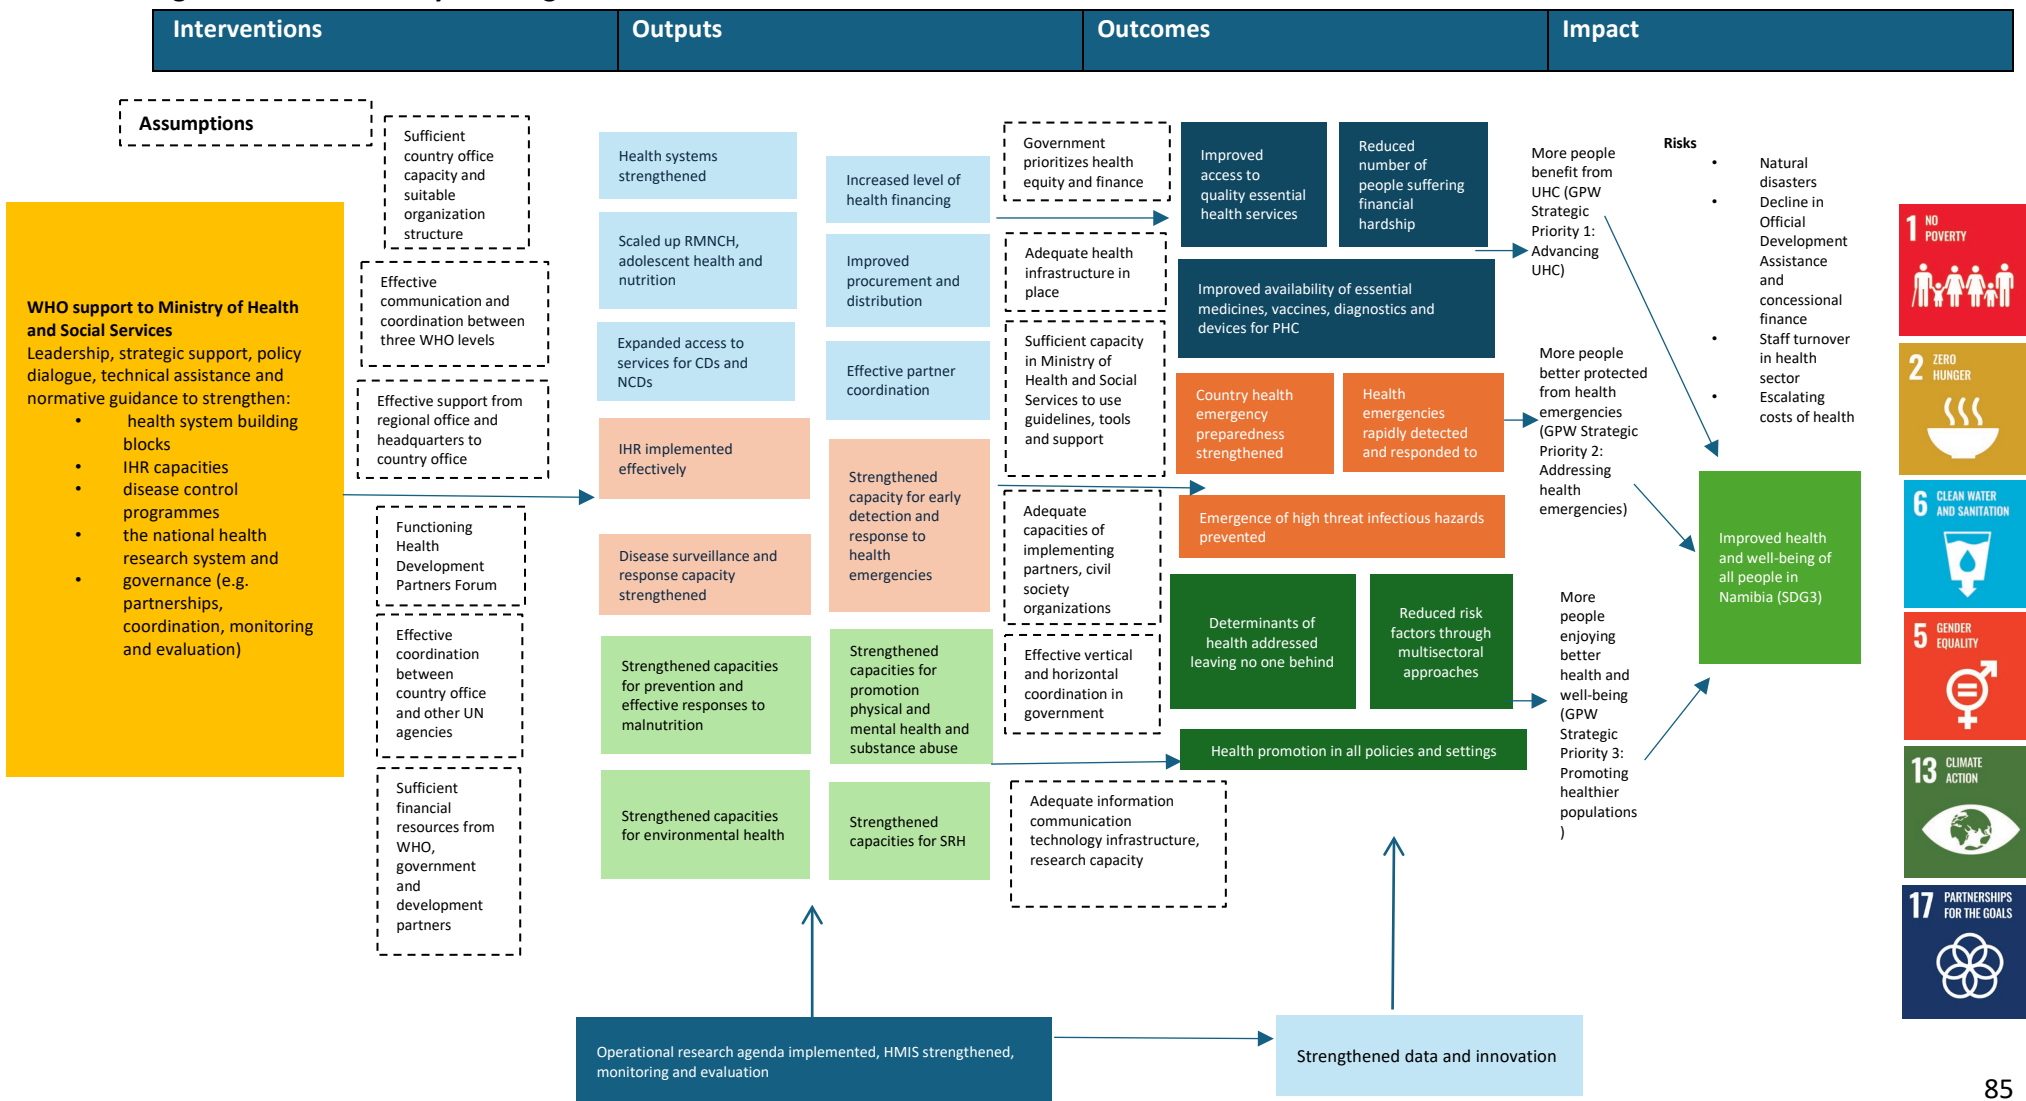 Interventions
Outputs
Outcomes
Impact
Assumptions
WHO support to Ministry of Health
and Social Services
Leadership, strategic support, policy
dialogue, technical assistance and
normative guidance to strengthen:
• health system building
blocks
• IHR capacities
• disease control
programmes
• the national health
research system and
• governance (e.g.
partnerships,
coordination, monitoring
and evaluation)
Sufficient
country office
capacity and
suitable
organization
structure
Effective
communication and
coordination between
three WHO levels
Effective support from
regional office and
headquarters to
country office
Functioning
Health
Development
Partners Forum
Effective
coordination
between
country office
and other UN
agencies
Sufficient
financial
resources from
WHO,
government
and
development
partners
Health systems
strengthened
Scaled up RMNCH,
adolescent health and
nutrition
Expanded access to
services for CDs and
NCDs
IHR implemented
effectively
Disease surveillance and
response capacity
strengthened
Strengthened capacities
for prevention and
effective responses to
malnutrition
Strengthened capacities
for environmental health
Increased level of
health financing
Improved
procurement and
distribution
Effective partner
coordination
Strengthened
capacity for early
detection and
response to
health
emergencies
Strengthened
capacities for
promotion
physical and
mental health and
substance abuse
Strengthened
capacities for SRH
Government
prioritizes health
equity and finance
Adequate health
infrastructure in
place
Sufficient capacity
in Ministry of
Health and Social
Services to use
guidelines, tools
and support
Adequate
capacities of
implementing
partners, civil
society
organizations
Effective vertical
and horizontal
coordination in
government
Adequate information
communication
technology infrastructure,
research capacity
Improved
access to
quality essential
health services
Reduced
number of
people suffering
financial
hardship
Improved availability of essential
medicines, vaccines, diagnostics and
devices for PHC
Country health
emergency
preparedness
strengthened
Health
emergencies
rapidly detected
and responded to
Emergence of high threat infectious hazards
prevented
Determinants of
health addressed
leaving no one behind
Reduced risk
factors through
multisectoral
approaches
Health promotion in all policies and settings
More people
benefit from
UHC (GPW
Strategic
Priority 1:
Advancing
UHC)
More people
better protected
from health
emergencies
(GPW Strategic
Priority 2:
Addressing
health
emergencies)
More
people
enjoying
better
health and
well-being
(GPW
Strategic
Priority 3:
Promoting
healthier
populations
)
Risks
• Natural
disasters
• Decline in
Official
Development
Assistance
and
concessional
finance
• Staff turnover
in health
sector
• Escalating
costs of health
Improved health
and well-being of
all people in
Namibia (SDG3)
1 NO
POVERTY
2 ZERO
HUNGER
6 CLEAN WATER
AND SANITATION
5 GENDER
EQUALITY
13 CLIMATE
ACTION
17 PARTNERSHIPS
FOR THE GOALS
Operational research agenda implemented, HMIS strengthened,
monitoring and evaluation
Strengthened data and innovation
85